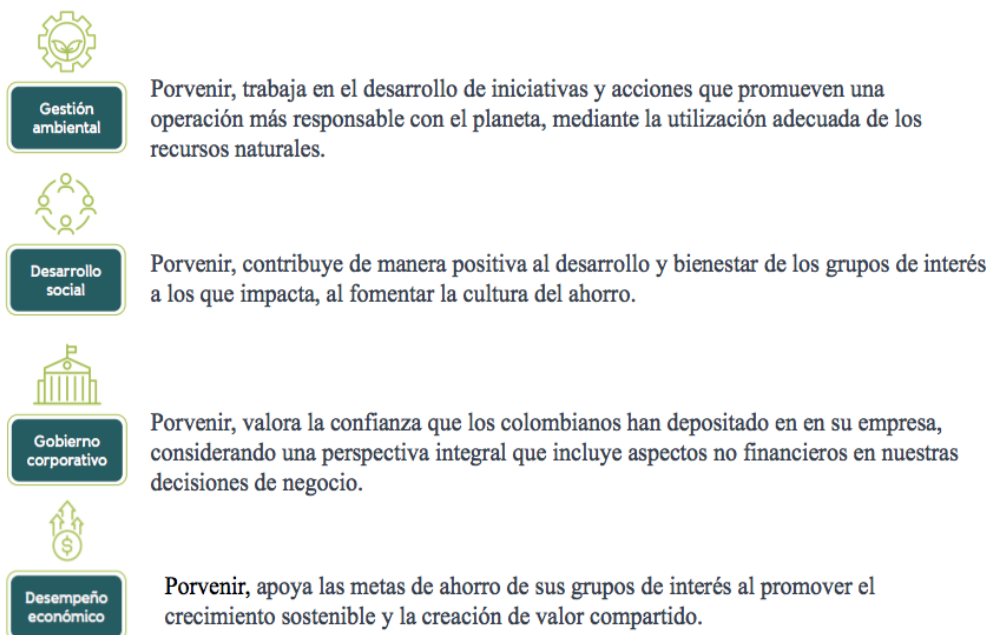 Gestión
ambiental
Porvenir, trabaja en el desarrollo de iniciativas y acciones que promueven una
operación más responsable con el planeta, mediante la utilización adecuada de los
recursos naturales.
Desarrollo
social
Porvenir, contribuye de manera positiva al desarrollo y bienestar de los grupos de interés
a los que impacta, al fomentar la cultura del ahorro.
Gobierno
corporativo
Porvenir, valora la confianza que los colombianos han depositado en en su empresa,
considerando una perspectiva integral que incluye aspectos no financieros en nuestras
decisiones de negocio.
$
Desempeño
económico
Porvenir, apoya las metas de ahorro de sus grupos de interés al promover el
crecimiento sostenible y la creación de valor compartido.